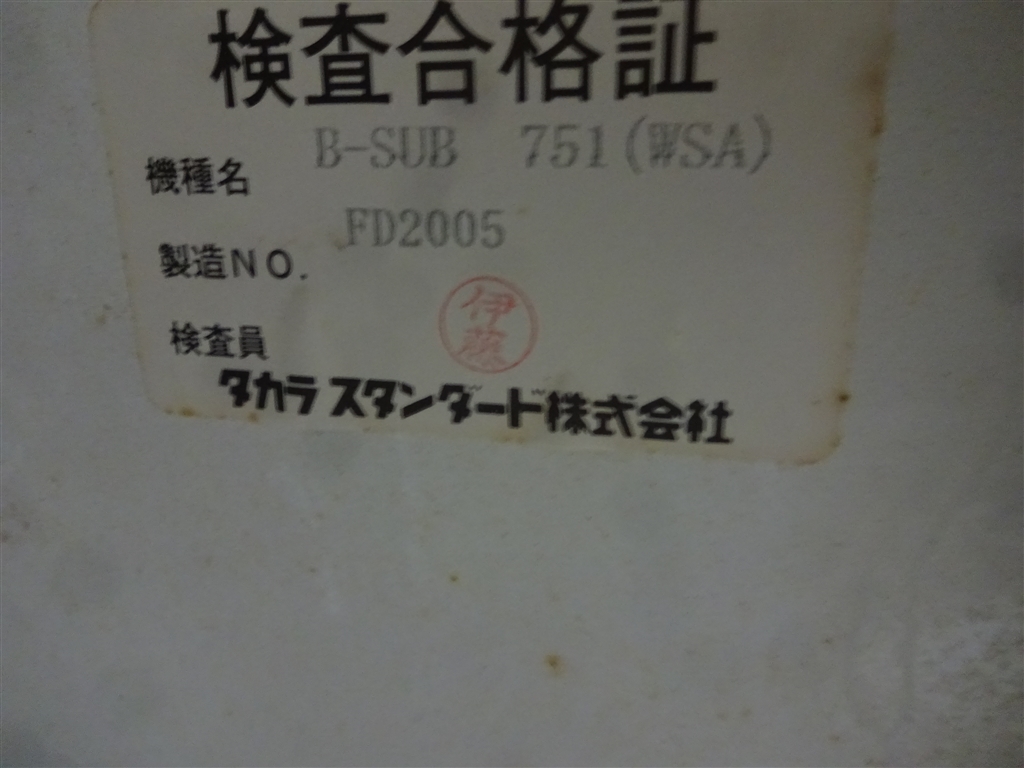 検査合格証
機種名 B-SUB 751(WSA)
製造NO. FD2005
検査員 伊藤
タカラスタンダード株式会社